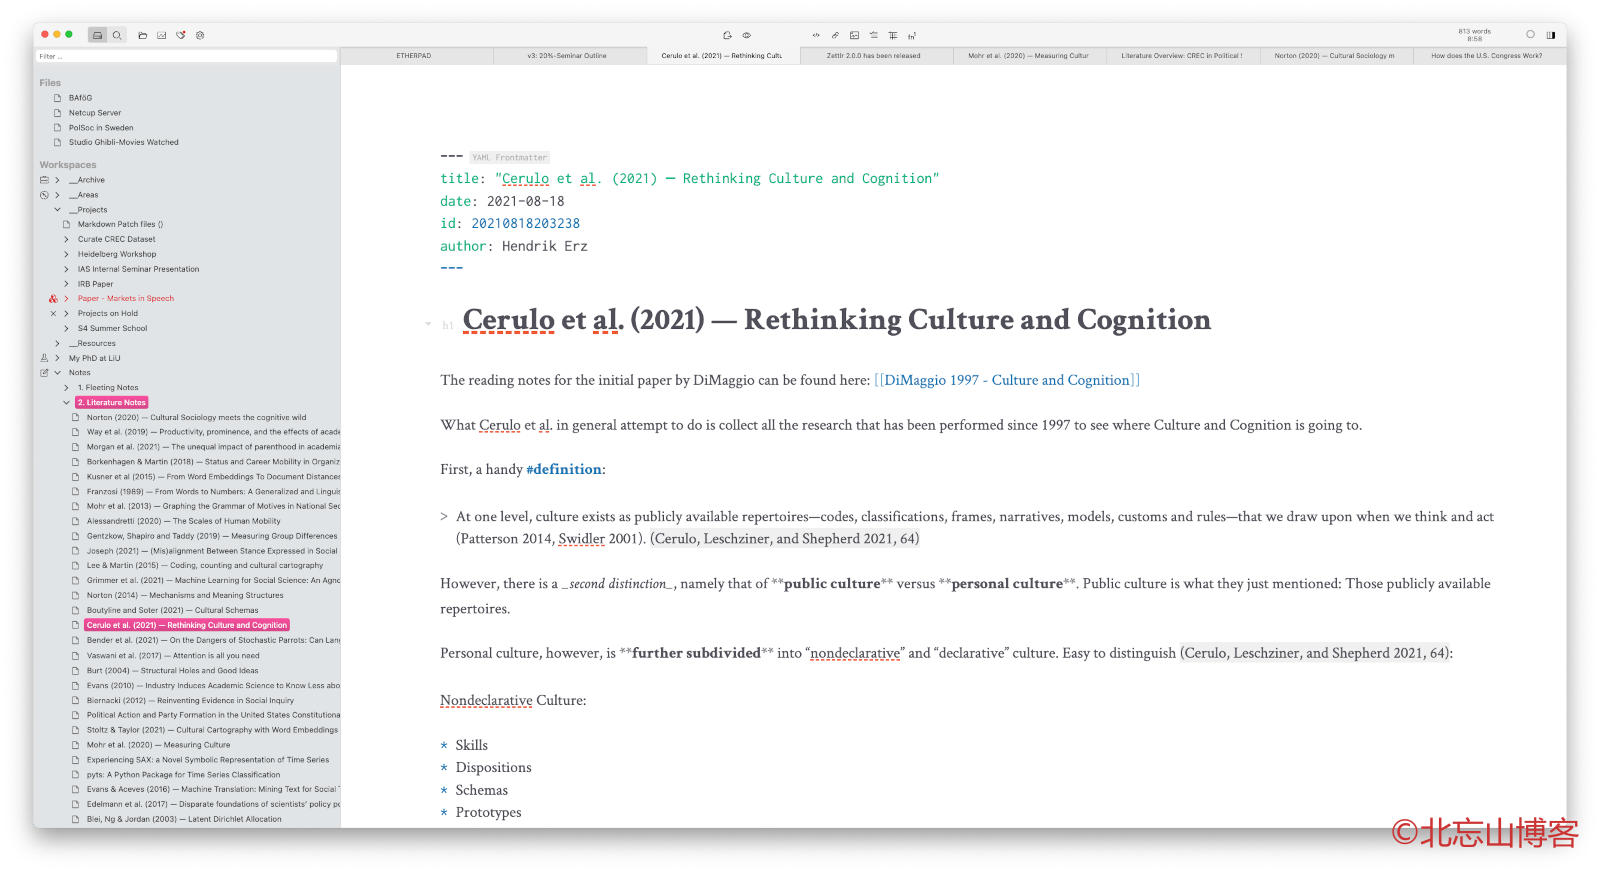 813 words
8:58
Filter ...
ETHERPAD
v3: 20%-Seminar Outline
Cerulo et al. (2021) — Rethinking Cultu
Zettlr 2.0.0 has been released
Mohr et al. (2020) — Measuring Cultur
Literature Overview: CREC in Political !
Norton (2020) — Cultural Sociology m
How does the U.S. Congress Work?
Files
BAföG
Netcup Server
PolSoc in Sweden
Studio Ghibli-Movies Watched
Workspaces
__Archive
__Areas
__Projects
Markdown Patch files ()
Curate CREC Dataset
Heidelberg Workshop
IAS Internal Seminar Presentation
IRB Paper
Paper - Markets in Speech
Projects on Hold
S4 Summer School
__Resources
My PhD at LiU
Notes
1. Fleeting Notes
2. Literature Notes
Norton (2020) — Cultural Sociology meets the cognitive wild
Way et al. (2019) — Productivity, prominence, and the effects of acade
Morgan et al. (2021) — The unequal impact of parenthood in academia
Borkenhagen & Martin (2018) — Status and Career Mobility in Organiz
Kusner et al (2015) — From Word Embeddings To Document Distances
Franzosi (1989) — From Words to Numbers: A Generalized and Linguis
Mohr et al. (2013) — Graphing the Grammar of Motives in National Sec
Alessandretti (2020) — The Scales of Human Mobility
Gentzkow, Shapiro and Taddy (2019) — Measuring Group Differences
Joseph (2021) — (Mis)alignment Between Stance Expressed in Social
Lee & Martin (2015) — Coding, counting and cultural cartography
Grimmer et al. (2021) — Machine Learning for Social Science: An Agno
Norton (2014) — Mechanisms and Meaning Structures
Boutyline and Soter (2021) — Cultural Schemas
Cerulo et al. (2021) — Rethinking Culture and Cognition
Bender et al. (2021) — On the Dangers of Stochastic Parrots: Can Lang
Vaswani et al. (2017) — Attention is all you need
Burt (2004) — Structural Holes and Good Ideas
Evans (2010) — Industry Induces Academic Science to Know Less abo
Biernacki (2012) — Reinventing Evidence in Social Inquiry
Political Action and Party Formation in the United States Constitutiona
Stoltz & Taylor (2021) — Cultural Cartography with Word Embeddings
Mohr et al. (2020) — Measuring Culture
Experiencing SAX: a Novel Symbolic Representation of Time Series
pyts: A Python Package for Time Series Classification
Evans & Aceves (2016) — Machine Translation: Mining Text for Social T
Edelmann et al. (2017) — Disparate foundations of scientists' policy po
Blei, Ng & Jordan (2003) — Latent Dirichlet Allocation
--- YAML Frontmatter
title: "Cerulo et al. (2021) — Rethinking Culture and Cognition"
date: 2021-08-18
id: 20210818203238
author: Hendrik Erz
---
h1 Cerulo et al. (2021) — Rethinking Culture and Cognition
The reading notes for the initial paper by DiMaggio can be found here: [[DiMaggio 1997 - Culture and Cognition]]
What Cerulo et al. in general attempt to do is collect all the research that has been performed since 1997 to see where Culture and Cognition is going to.
First, a handy #definition:
> At one level, culture exists as publicly available repertoires—codes, classifications, frames, narratives, models, customs and rules—that we draw upon when we think and act
(Patterson 2014, Swidler 2001). (Cerulo, Leschziner, and Shepherd 2021, 64)
However, there is a _second distinction_, namely that of **public culture** versus **personal culture**. Public culture is what they just mentioned: Those publicly available
repertoires.
Personal culture, however, is **further subdivided** into “nondeclarative” and “declarative” culture. Easy to distinguish (Cerulo, Leschziner, and Shepherd 2021, 64):
Nondeclarative Culture:
* Skills
* Dispositions
* Schemas
* Prototypes
©北忘山博客